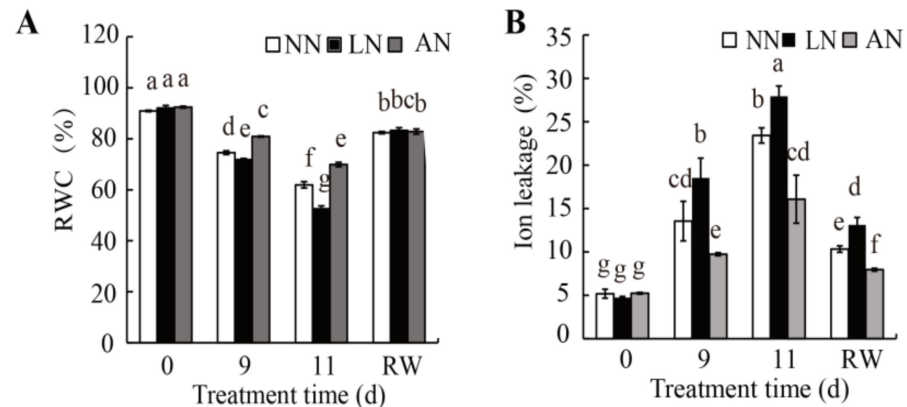 A
RWC (%)
120
100
80
60
40
20
0
NN LN AN
a a a
d e c
f g e
b bc b
0 9 11 RW
Treatment time (d)
B
Ion leakage (%)
35
30
25
20
15
10
5
0
NN LN AN
g g g
cd b e
b a cd
e d f
0 9 11 RW
Treatment time (d)